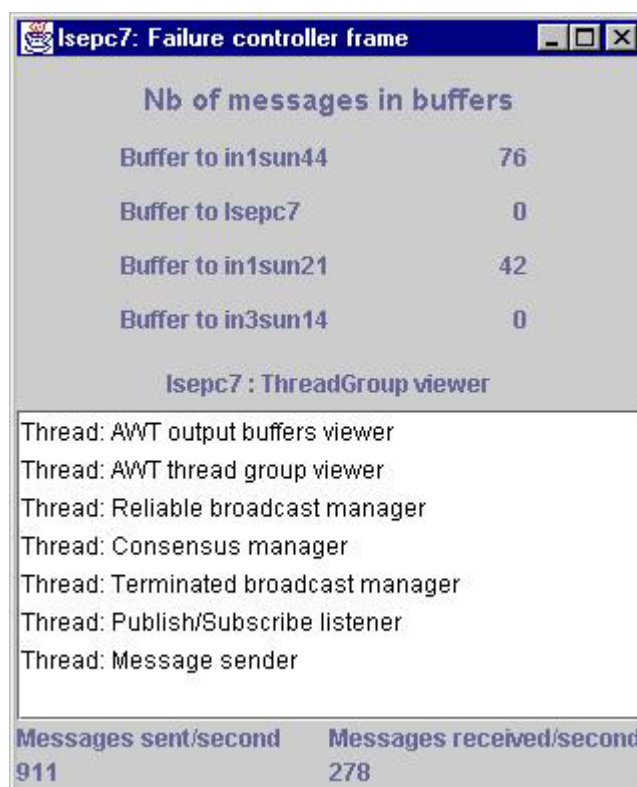 lsepc7: Failure controller frame
Nb of messages in buffers
Buffer to in1sun44 76
Buffer to lsepc7 0
Buffer to in1sun21 42
Buffer to in3sun14 0
lsepc7 : ThreadGroup viewer
Thread: AWT output buffers viewer
Thread: AWT thread group viewer
Thread: Reliable broadcast manager
Thread: Consensus manager
Thread: Terminated broadcast manager
Thread: Publish/Subscribe listener
Thread: Message sender
Messages sent/second Messages received/second
911 278